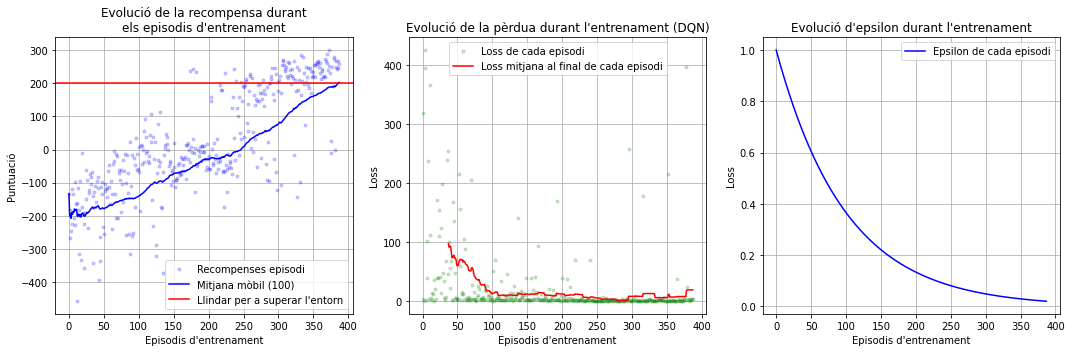 Evolució de la recompensa durant
els episodis d'entrenament
300
200
100
0
−100
−200
−300
−400
Puntuació
Recompenses episodi
Mitjana mòbil (100)
Llindar per a superar l'entorn
0
50
100
150
200
250
300
350
400
Episodis d'entrenament
Evolució de la pèrdua durant l'entrenament (DQN)
Loss de cada episodi
Loss mitjana al final de cada episodi
400
300
200
100
0
Loss
0
50
100
150
200
250
300
350
400
Episodis d'entrenament
Evolució d'epsilon durant l'entrenament
Epsilon de cada episodi
1.0
0.8
0.6
0.4
0.2
0.0
Loss
0
50
100
150
200
250
300
350
400
Episodis d'entrenament